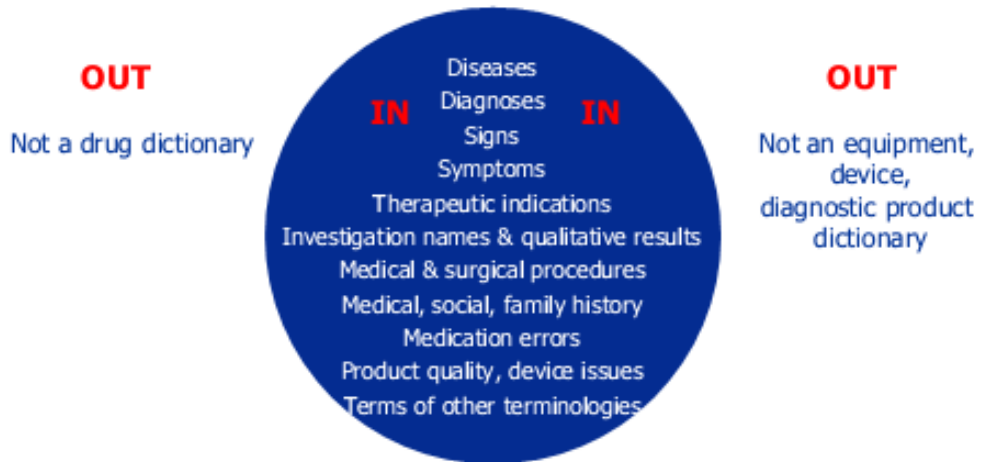 OUT
Not a drug dictionary
IN
IN
Diseases
Diagnoses
Signs
Symptoms
Therapeutic indications
Investigation names & qualitative results
Medical & surgical procedures
Medical, social, family history
Medication errors
Product quality, device issues
Terms of other terminologies
OUT
Not an equipment,
device,
diagnostic product
dictionary